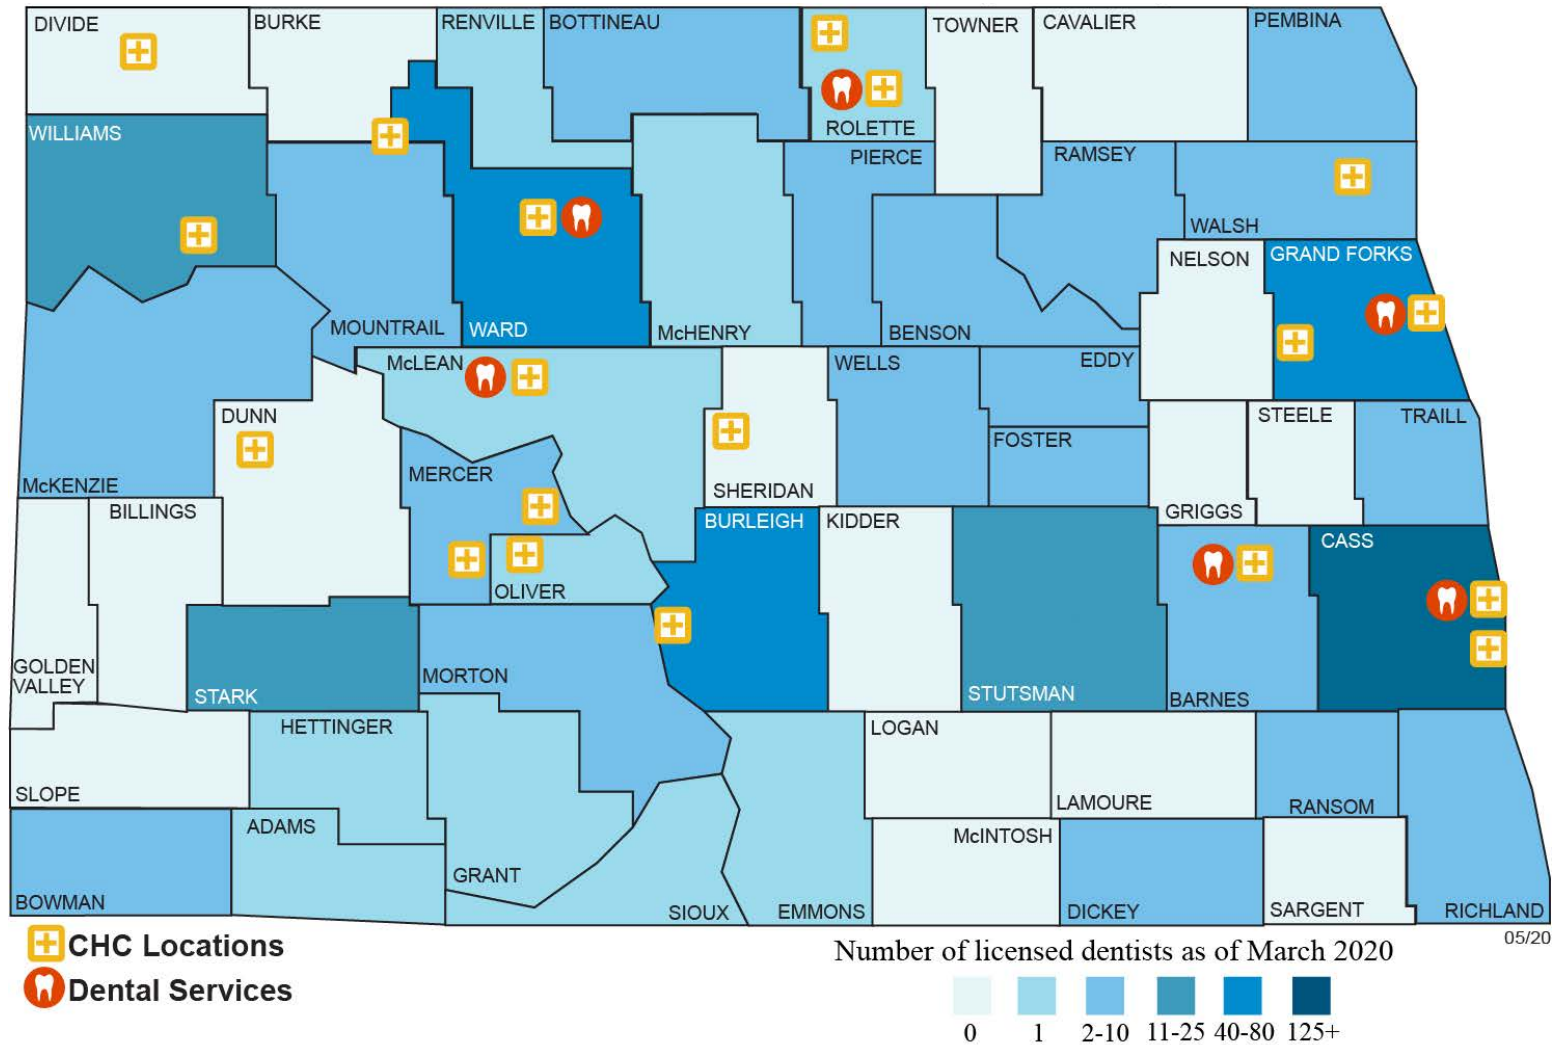 DIVIDE
BURKE
RENVILLE
BOTTINEAU
TOWNER
CAVALIER
PEMBINA
WILLIAMS
ROLETTE
PIERCE
RAMSEY
WALSH
NELSON
GRAND FORKS
MOUNTRAIL
WARD
McHENRY
BENSON
McLEAN
WELLS
EDDY
DUNN
STEELE
TRAILL
FOSTER
MERCER
McKENZIE
SHERIDAN
BILLINGS
GRIGGS
BURLEIGH
KIDDER
CASS
OLIVER
GOLDEN
VALLEY
MORTON
STARK
STUTSMAN
BARNES
HETTINGER
LOGAN
SLOPE
LAMOURE
RANSOM
ADAMS
McINTOSH
GRANT
BOWMAN
SIOUX
EMMONS
DICKEY
SARGENT
RICHLAND
05/20
CHC Locations
Dental Services
Number of licensed dentists as of March 2020
0 1 2-10 11-25 40-80 125+